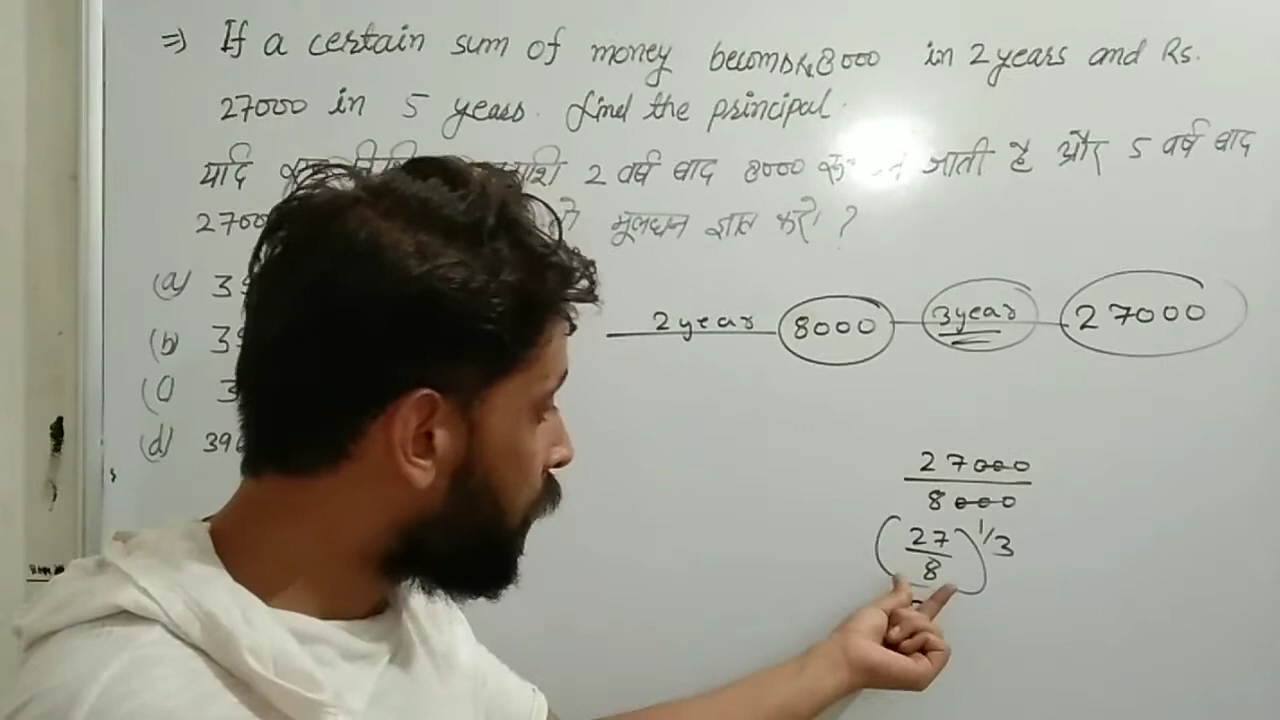 ⇒ If a certain sum of money becoms Rs 8000 in 2 years and Rs.
27000 in 5 years. find the principal.
यदि 2 वर्ष बाद 8000 रू जाती है और 5 वर्ष बाद
मूलधन ज्ञात करो ?
(a)
(b)
(c)
(d)
2 year 8000 3 year 27000
27000
8000
(27/8)^1/3